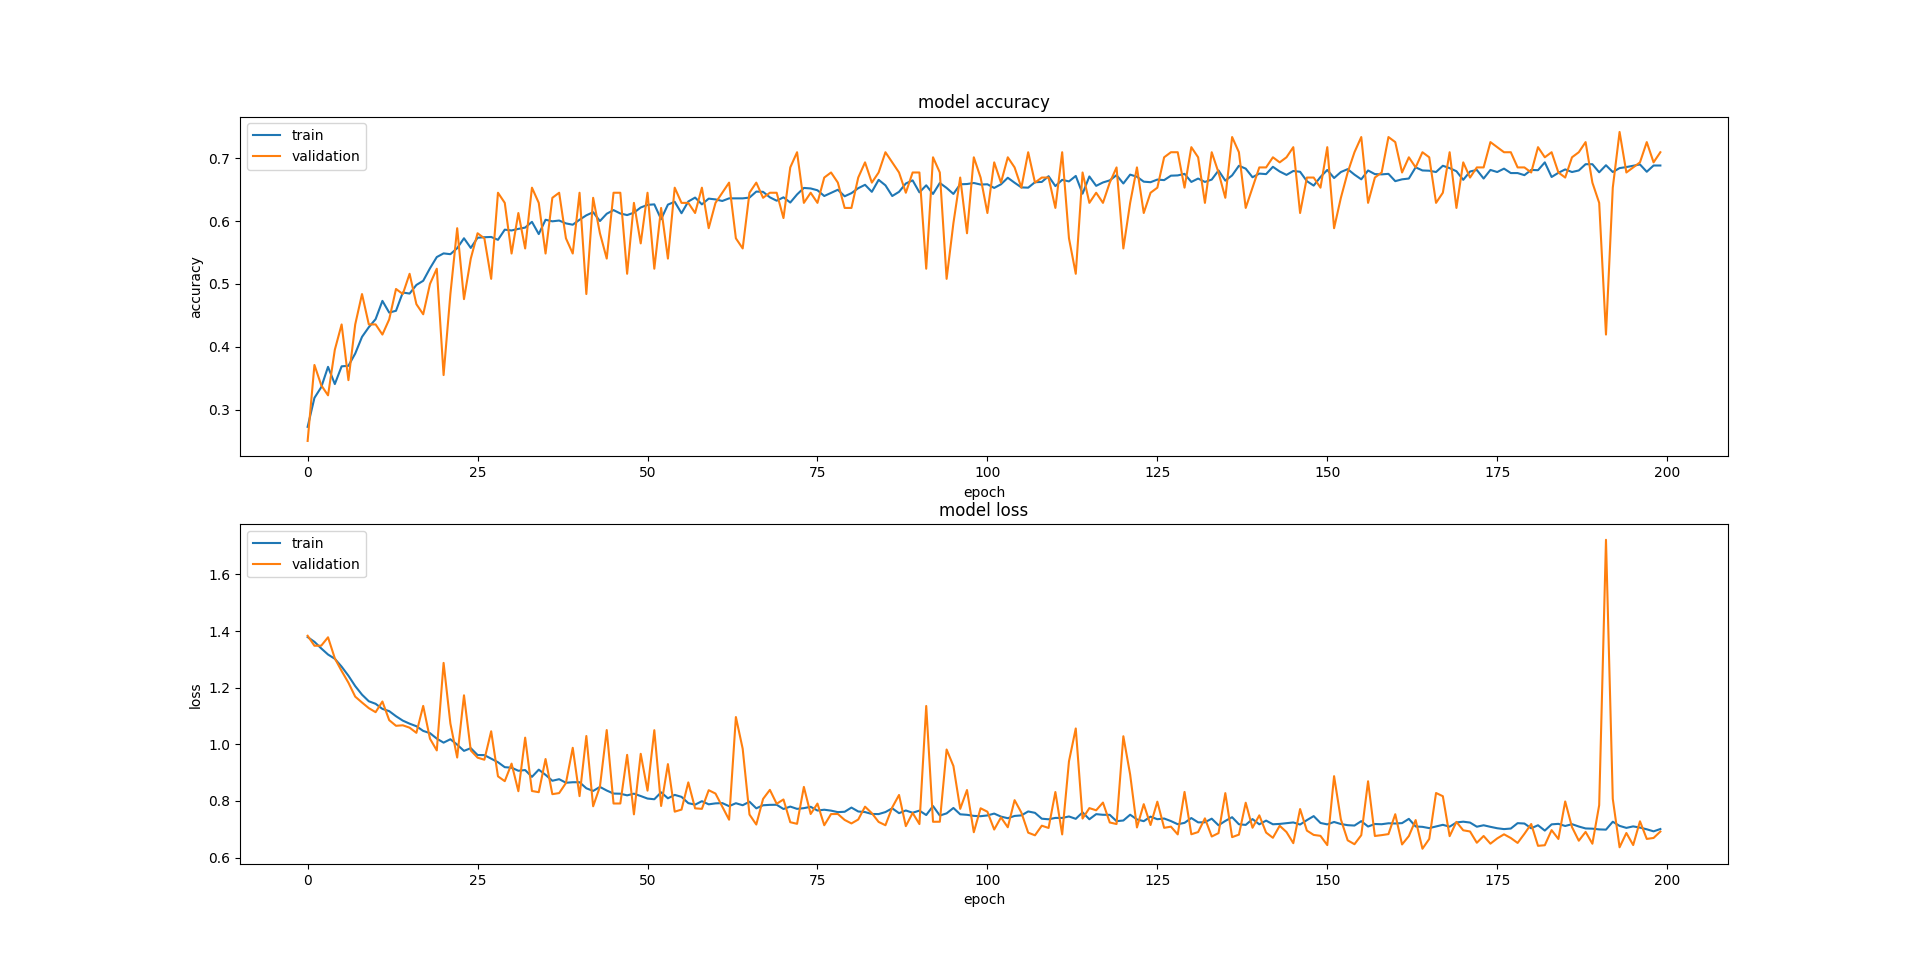 model accuracy
train
validation
0.7
0.6
0.5
0.4
0.3
accuracy
0 25 50 75 100 125 150 175 200
epoch
model loss
train
validation
1.6
1.4
1.2
1.0
0.8
0.6
loss
0 25 50 75 100 125 150 175 200
epoch